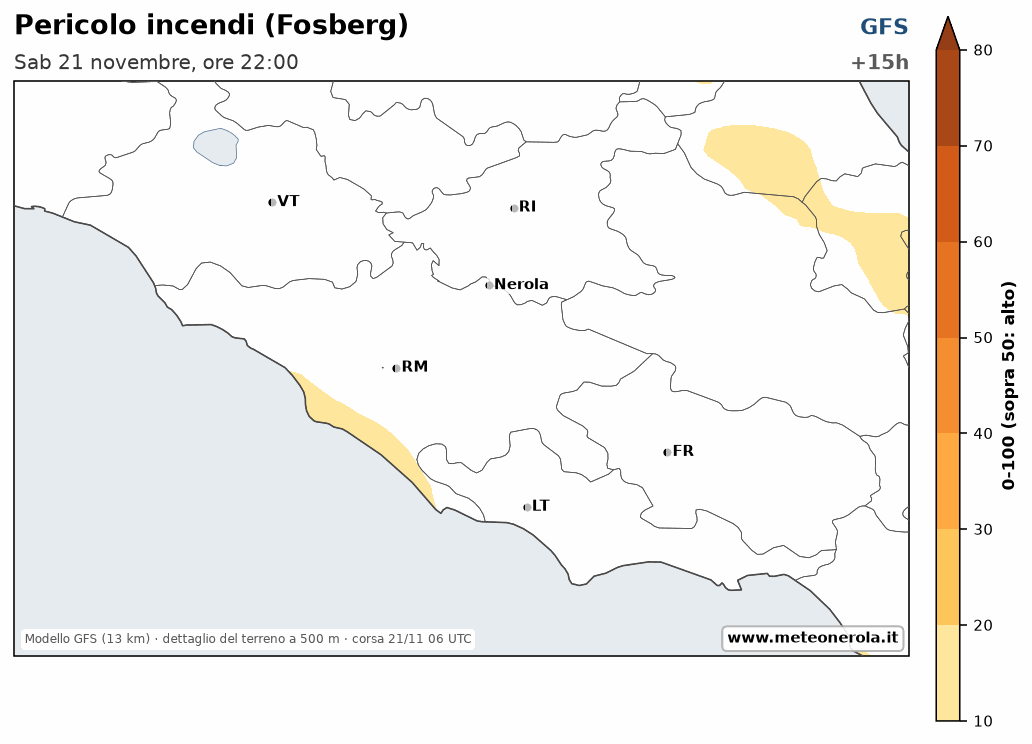 Pericolo incendi (Fosberg)
GFS
Sab 21 novembre, ore 22:00
+15h
80
70
60
50
40
30
20
10
0-100 (sopra 50: alto)
VT
RI
Nerola
RM
FR
LT
Modello GFS (13 km) · dettaglio del terreno a 500 m · corsa 21/11 06 UTC
www.meteonerola.it